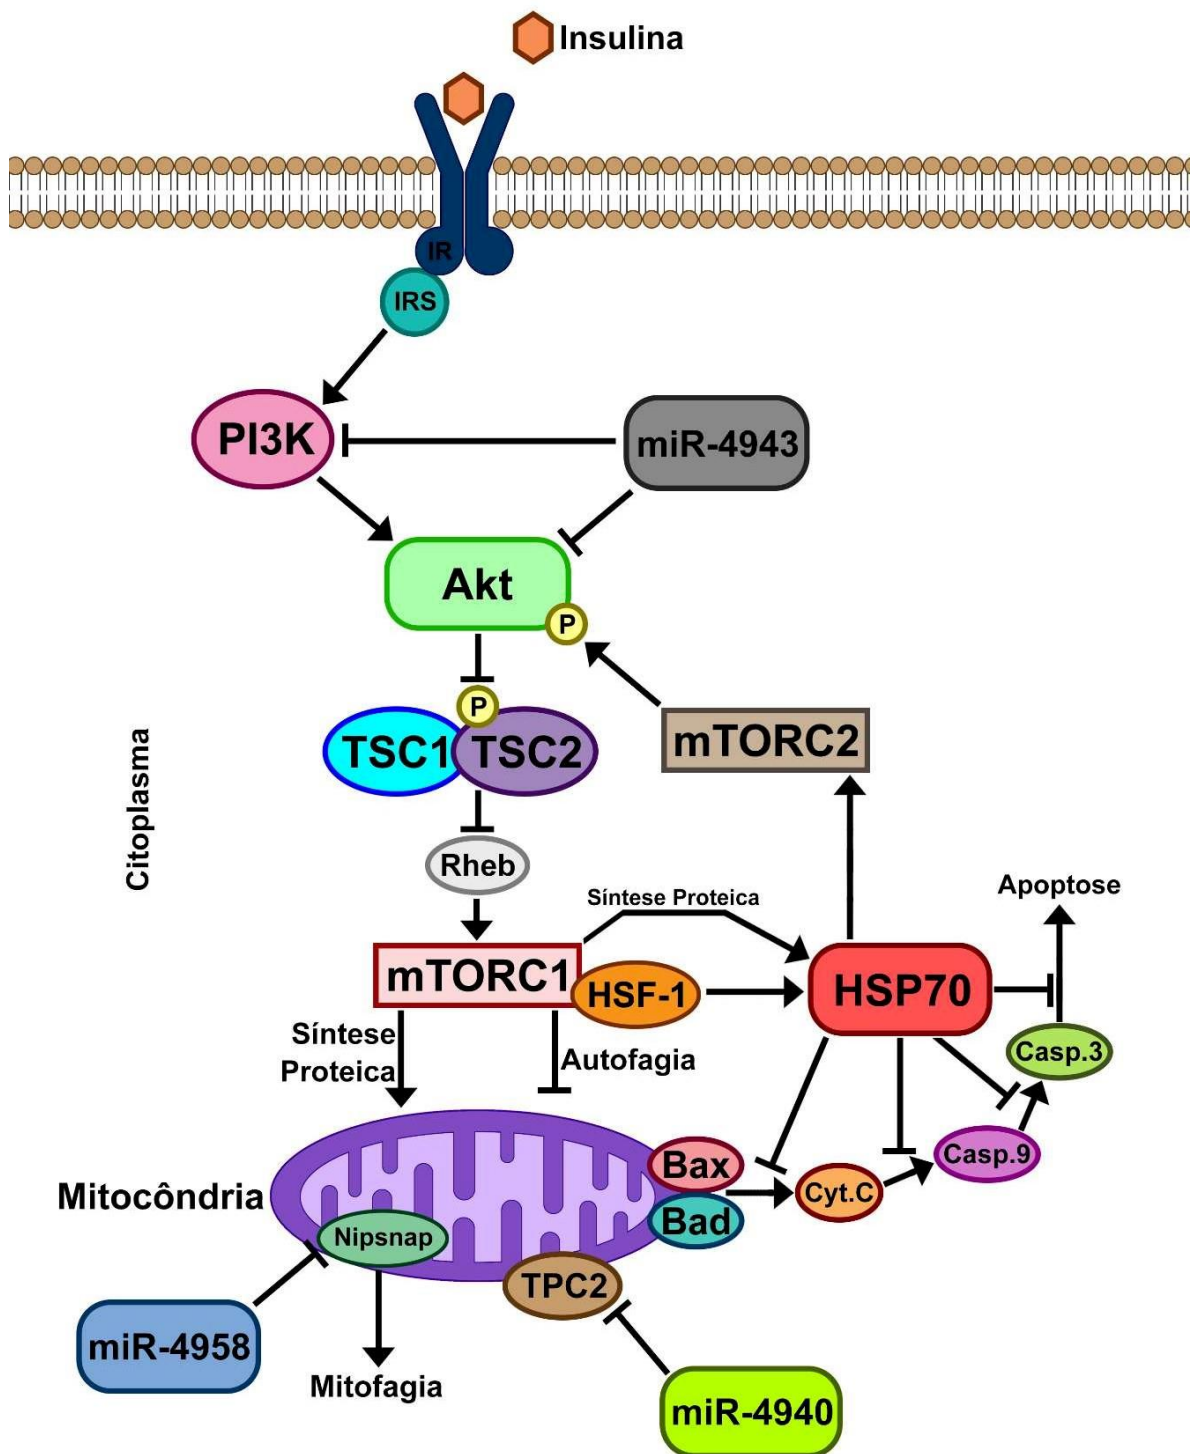 Insulina
IR
IRS
PI3K
miR-4943
Akt
P
P
TSC1
TSC2
mTORC2
Citoplasma
Rheb
Síntese Proteica
Apoptose
mTORC1
HSF-1
HSP70
Síntese
Proteica
Autofagia
Casp.3
Mitocôndria
Bax
Bad
Cyt.C
Casp.9
Nipsnap
TPC2
miR-4958
Mitofagia
miR-4940